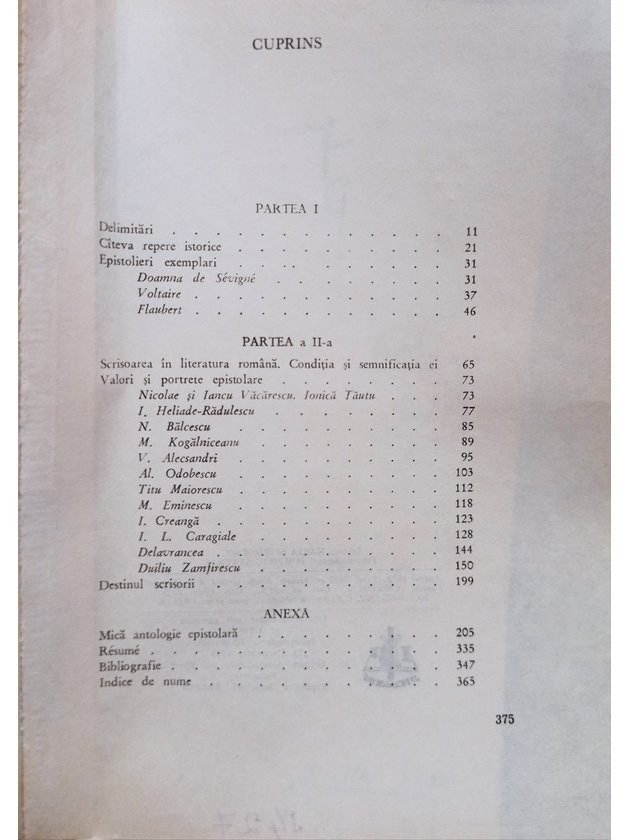 CUPRINS
PARTEA I
Delimitări . . . . . . . . . . . . 11
Cîteva repere istorice . . . . . . . . . 21
Epistolieri exemplari . . . . . . . . . 31
Doamna de Sévigné . . . . . . . . 31
Voltaire . . . . . . . . . . . . 37
Flaubert . . . . . . . . . . . . 46
PARTEA a II-a
Scrisoarea în literatura română. Condiția și semnificația ei 65
Valori și portrete epistolare . . . . . . . 73
Nicolae și Iancu Văcărescu. Ionică Tăutu . . . 73
I. Heliade-Rădulescu . . . . . . . . 77
N. Bălcescu . . . . . . . . . . 85
M. Kogălniceanu . . . . . . . . . 89
V. Alecsandri . . . . . . . . . . 95
Al. Odobescu . . . . . . . . . . 103
Titu Maiorescu . . . . . . . . . . 112
M. Eminescu . . . . . . . . . . 118
I. Creangă . . . . . . . . . . . 123
I. L. Caragiale . . . . . . . . . . 128
Delavrancea . . . . . . . . . . . 144
Duiliu Zamfirescu . . . . . . . . . 150
Destinul scrisorii . . . . . . . . . . 199
ANEXĂ
Mică antologie epistolară . . . . . . . . 205
Résumé . . . . . . . . . . . . . 335
Bibliografie . . . . . . . . . . . . 347
Indice de nume . . . . . . . . . . 365
375